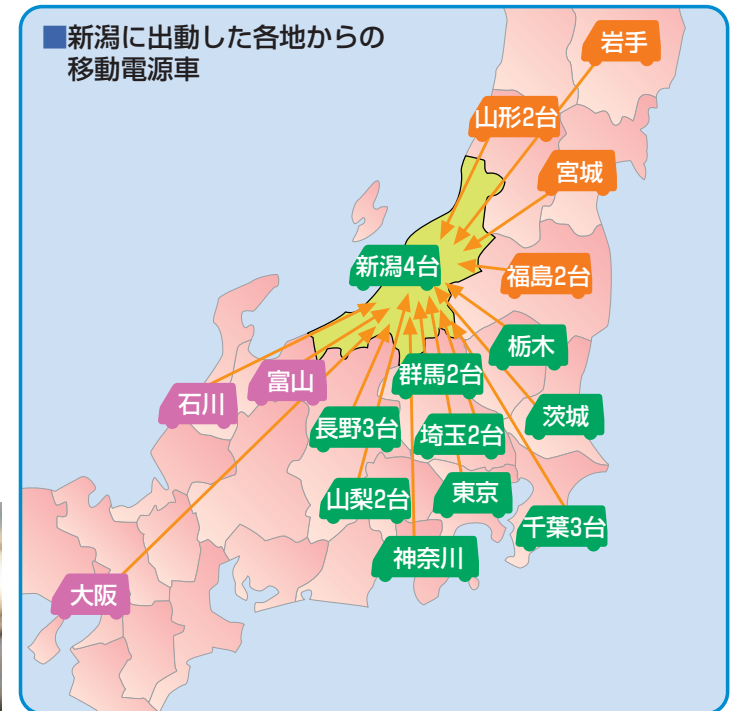 ■新潟に出動した各地からの
移動電源車
岩手
山形2台
宮城
新潟4台
福島2台
栃木
群馬2台
富山
石川
長野3台
埼玉2台
茨城
山梨2台
東京
千葉3台
神奈川
大阪